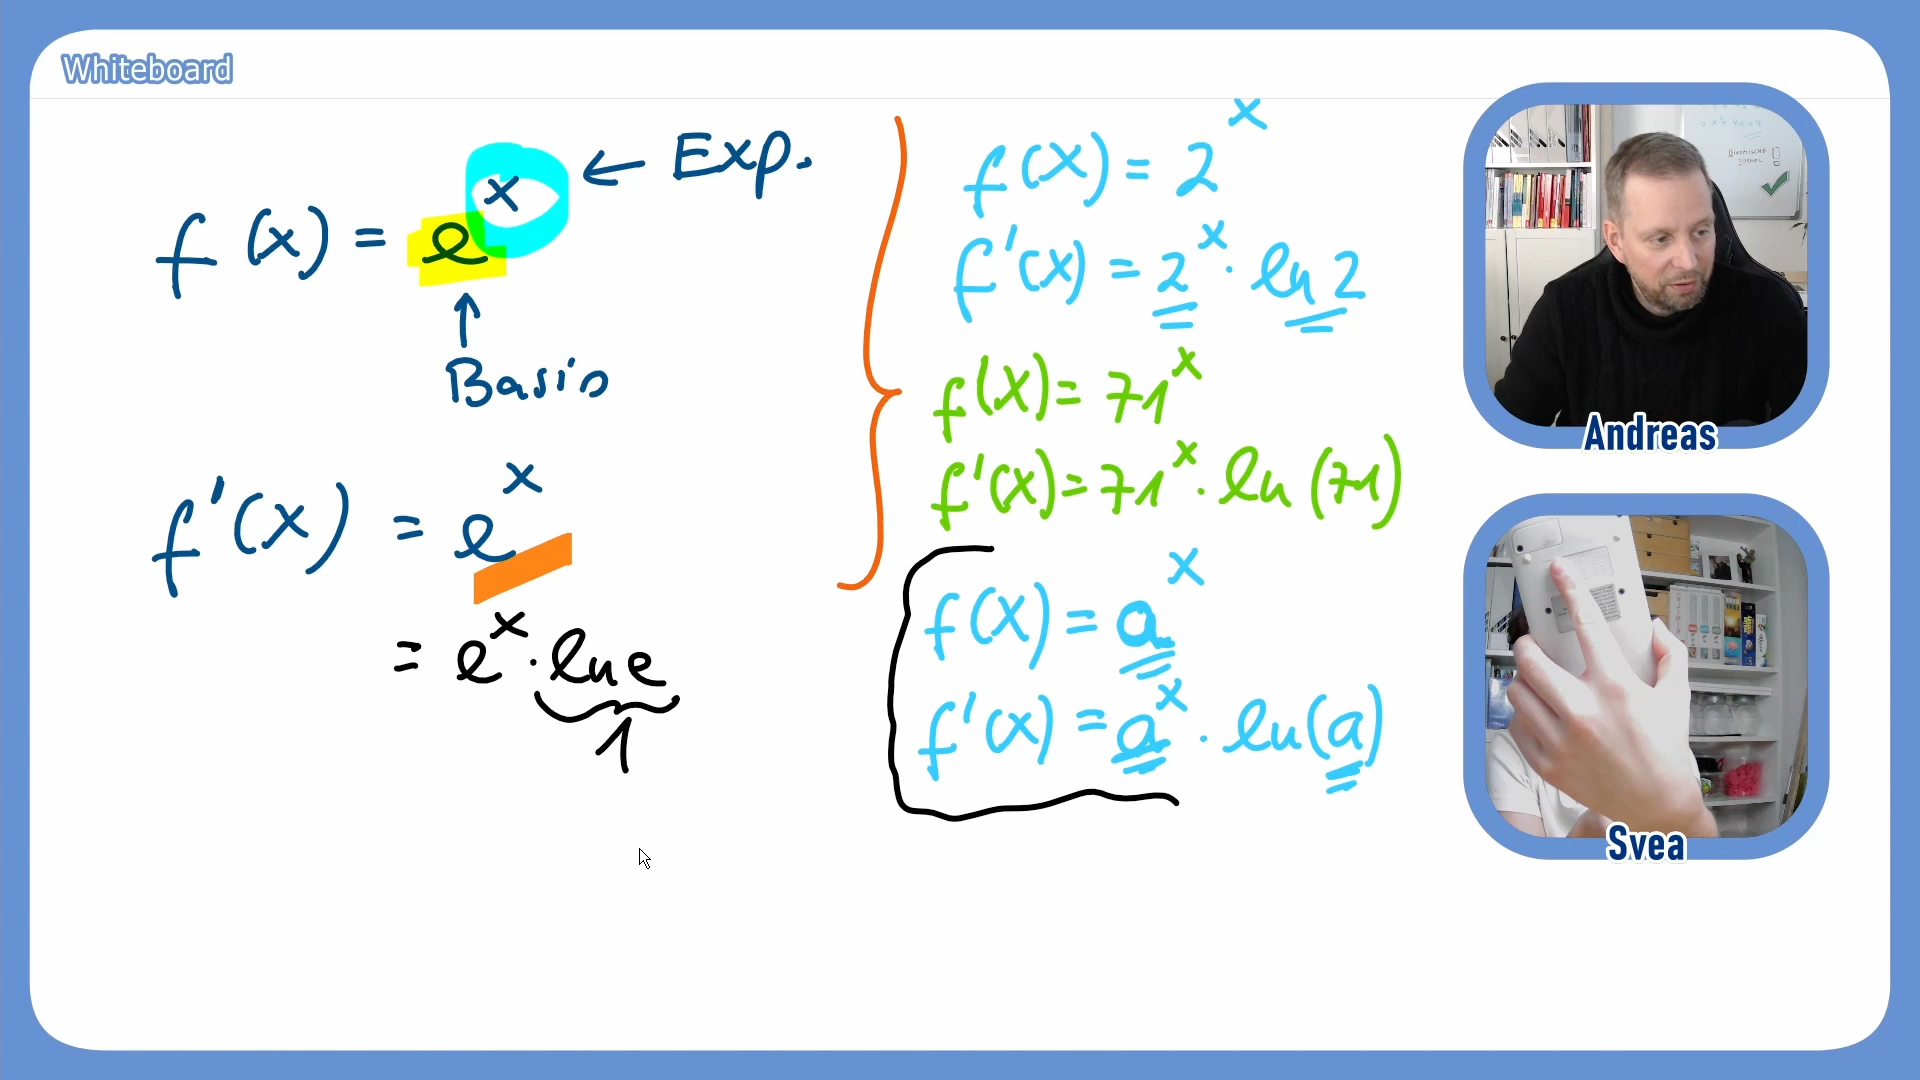 Whiteboard
f(x) = e^x ← Exp.
↑
Basis
f'(x) = e^x
= e^x · ln e
1
f(x) = 2^x
f'(x) = 2^x · ln 2
f(x) = 71^x
f'(x) = 71^x · ln (71)
f(x) = a^x
f'(x) = a^x · ln(a)
Andreas
Svea